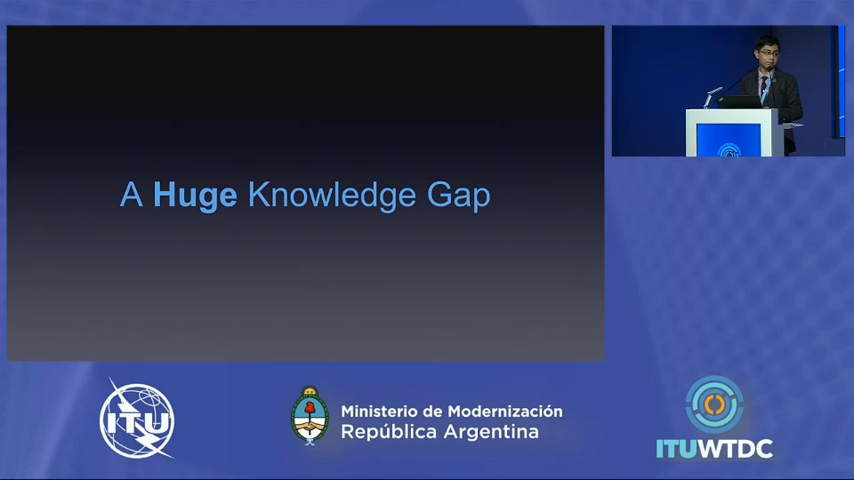 A Huge Knowledge Gap
ITU
Ministerio de Modernización
República Argentina
ITUWTDC